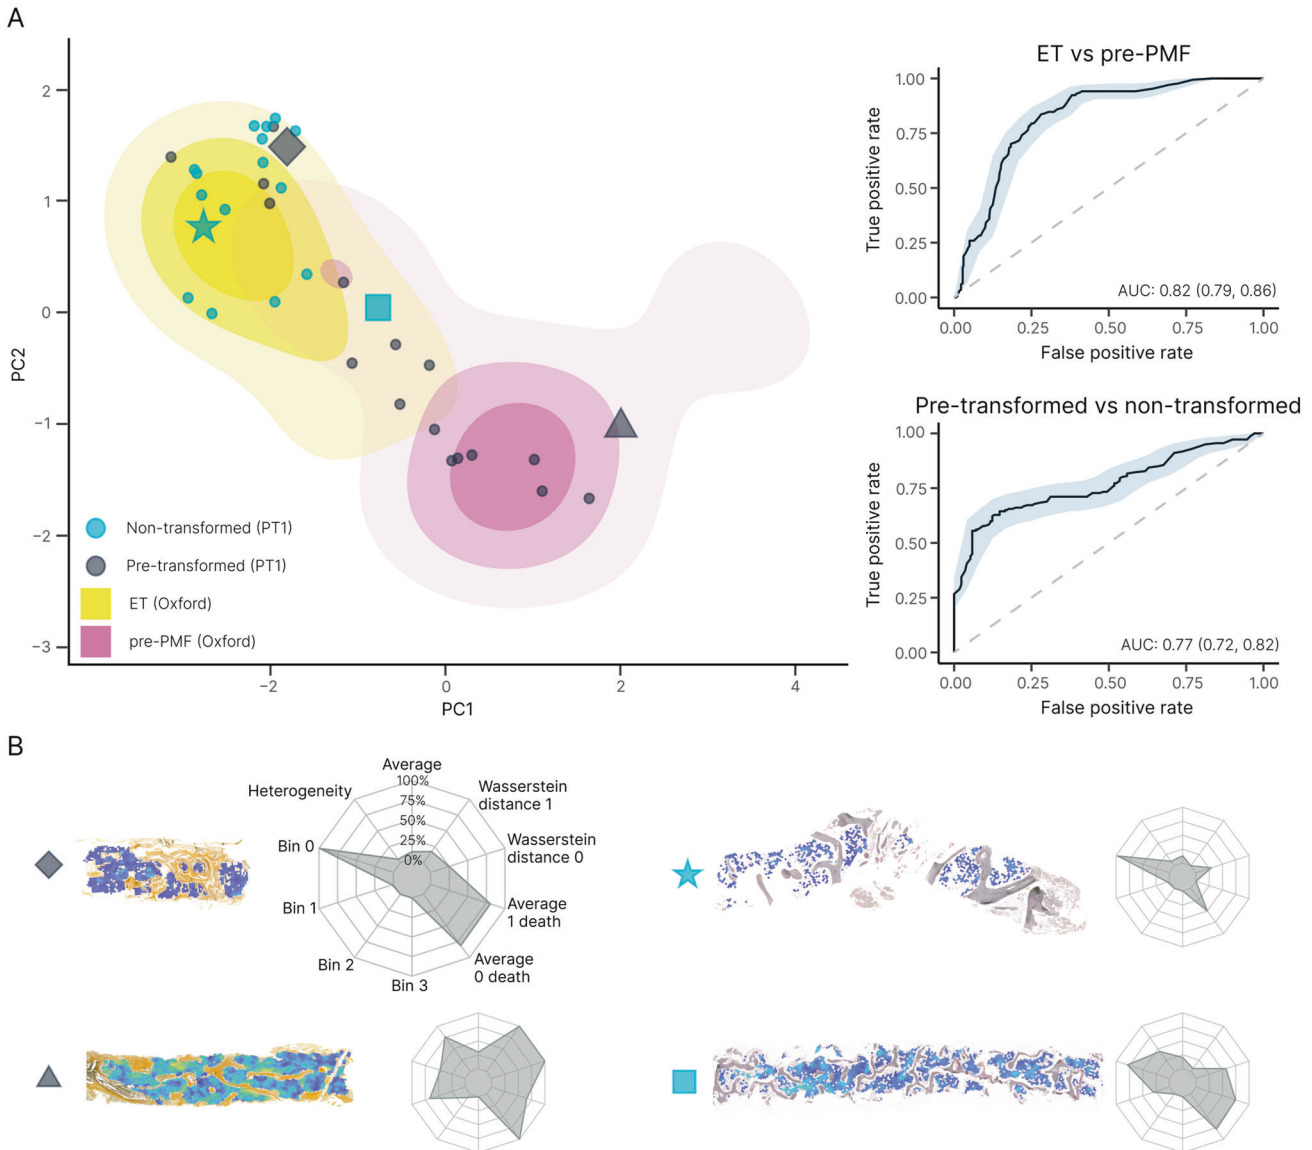 A
2
1
0
−1
−2
−3
PC2
−2
0
2
4
PC1
Non-transformed (PT1)
Pre-transformed (PT1)
ET (Oxford)
pre-PMF (Oxford)
ET vs pre-PMF
1.00
0.75
0.50
0.25
0.00
True positive rate
AUC: 0.82 (0.79, 0.86)
0.00
0.25
0.50
0.75
1.00
False positive rate
Pre-transformed vs non-transformed
1.00
0.75
0.50
0.25
0.00
True positive rate
AUC: 0.77 (0.72, 0.82)
0.00
0.25
0.50
0.75
1.00
False positive rate
B
Average
100%
75%
50%
25%
0%
Wasserstein
distance 1
Wasserstein
distance 0
Average
1 death
Average
0 death
Bin 3
Bin 2
Bin 1
Bin 0
Heterogeneity